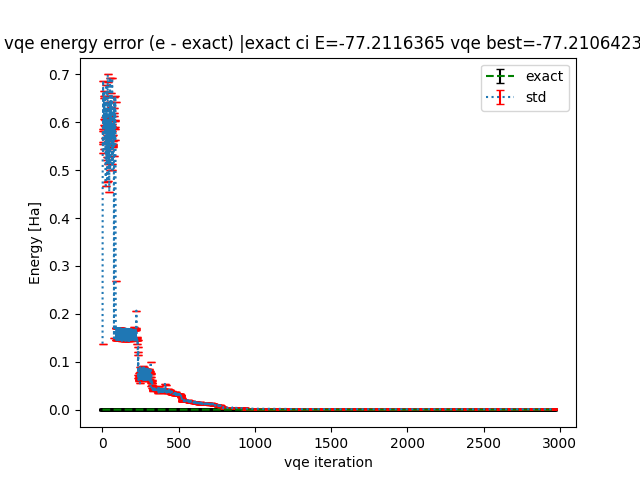 vqe energy error (e - exact) |exact ci E=-77.2116365 vqe best=-77.2106423
0.7
0.6
0.5
0.4
0.3
0.2
0.1
0.0
Energy [Ha]
exact
std
0 500 1000 1500 2000 2500 3000
vqe iteration